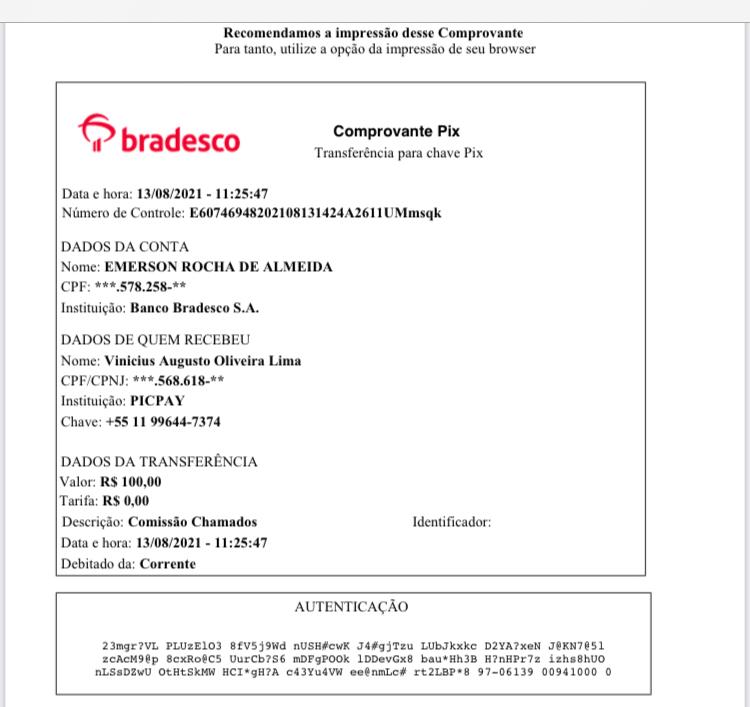 Recomendamos a impressão desse Comprovante
Para tanto, utilize a opção da impressão de seu browser
bradesco
Comprovante Pix
Transferência para chave Pix
Data e hora: 13/08/2021 - 11:25:47
Número de Controle: E60746948202108131424A2611UMmsqk
DADOS DA CONTA
Nome: EMERSON ROCHA DE ALMEIDA
CPF: ***.578.258-**
Instituição: Banco Bradesco S.A.
DADOS DE QUEM RECEBEU
Nome: Vinicius Augusto Oliveira Lima
CPF/CPNJ: ***.568.618-**
Instituição: PICPAY
Chave: +55 11 99644-7374
DADOS DA TRANSFERÊNCIA
Valor: R$ 100,00
Tarifa: R$ 0,00
Descrição: Comissão Chamados Identificador:
Data e hora: 13/08/2021 - 11:25:47
Debitado da: Corrente
AUTENTICAÇÃO
23mgr?VL PLUzElO3 8fV5j9Wd nUSH#cwK J4#gjTzu LUbJkxkc D2YA?xeN J@KN7@5l
zcAcM9@p 8cxRo@C5 UurCb?S6 mDFgPOOk lDDevGx8 bau*Hh3B H?nHPr7z izhs8hUO
nLSsDZwU OtHtSkMW HCI*gH?A c43Yu4VW ee@nmLc# rt2LBP*8 97-06139 00941000 0